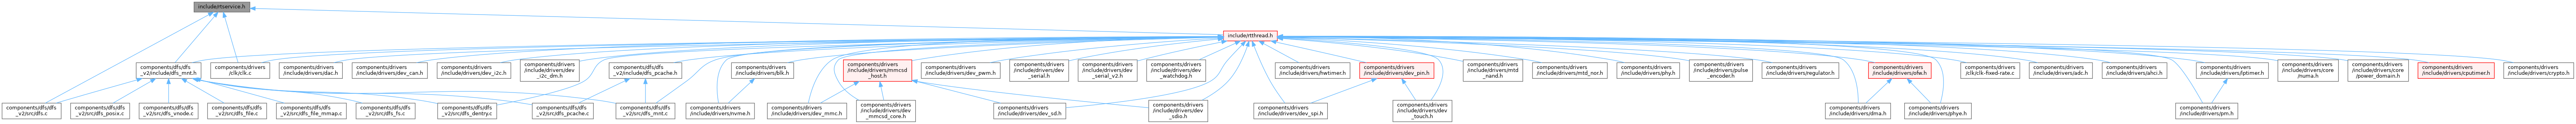 include/rtservice.h
include/rtthread.h
components/dfs/dfs
_v2/include/dfs_mnt.h
components/drivers
/clk/clk.c
components/drivers
/include/drivers/dac.h
components/drivers
/include/drivers/dev_can.h
components/drivers
/include/drivers/dev_i2c.h
components/drivers
/include/drivers/dev
_i2c_dm.h
components/dfs/dfs
_v2/include/dfs_pcache.h
components/drivers
/include/drivers/blk.h
components/drivers
/include/drivers/mmcsd
_host.h
components/drivers
/include/drivers/dev_pwm.h
components/drivers
/include/drivers/dev
_serial.h
components/drivers
/include/drivers/dev
_serial_v2.h
components/drivers
/include/drivers/dev
_watchdog.h
components/drivers
/include/drivers/hwtimer.h
components/drivers
/include/drivers/dev_pin.h
components/drivers
/include/drivers/mtd
_nand.h
components/drivers
/include/drivers/mtd_nor.h
components/drivers
/include/drivers/phy.h
components/drivers
/include/drivers/pulse
_encoder.h
components/drivers
/include/drivers/regulator.h
components/drivers
/include/drivers/ofw.h
components/drivers
/clk/clk-fixed-rate.c
components/drivers
/include/drivers/adc.h
components/drivers
/include/drivers/ahci.h
components/drivers
/include/drivers/lptimer.h
components/drivers
/include/drivers/core
/numa.h
components/drivers
/include/drivers/core
/power_domain.h
components/drivers
/include/drivers/cputimer.h
components/drivers
/include/drivers/crypto.h
components/dfs/dfs
_v2/src/dfs.c
components/dfs/dfs
_v2/src/dfs_posix.c
components/dfs/dfs
_v2/src/dfs_vnode.c
components/dfs/dfs
_v2/src/dfs_file.c
components/dfs/dfs
_v2/src/dfs_file_mmap.c
components/dfs/dfs
_v2/src/dfs_fs.c
components/dfs/dfs
_v2/src/dfs_dentry.c
components/dfs/dfs
_v2/src/dfs_pcache.c
components/dfs/dfs
_v2/src/dfs_mnt.c
components/drivers
/include/drivers/nvme.h
components/drivers
/include/drivers/dev_mmc.h
components/drivers
/include/drivers/dev
_mmcsd_core.h
components/drivers
/include/drivers/dev_sd.h
components/drivers
/include/drivers/dev
_sdio.h
components/drivers
/include/drivers/dev_spi.h
components/drivers
/include/drivers/dev
_touch.h
components/drivers
/include/drivers/dma.h
components/drivers
/include/drivers/phye.h
components/drivers
/include/drivers/pm.h